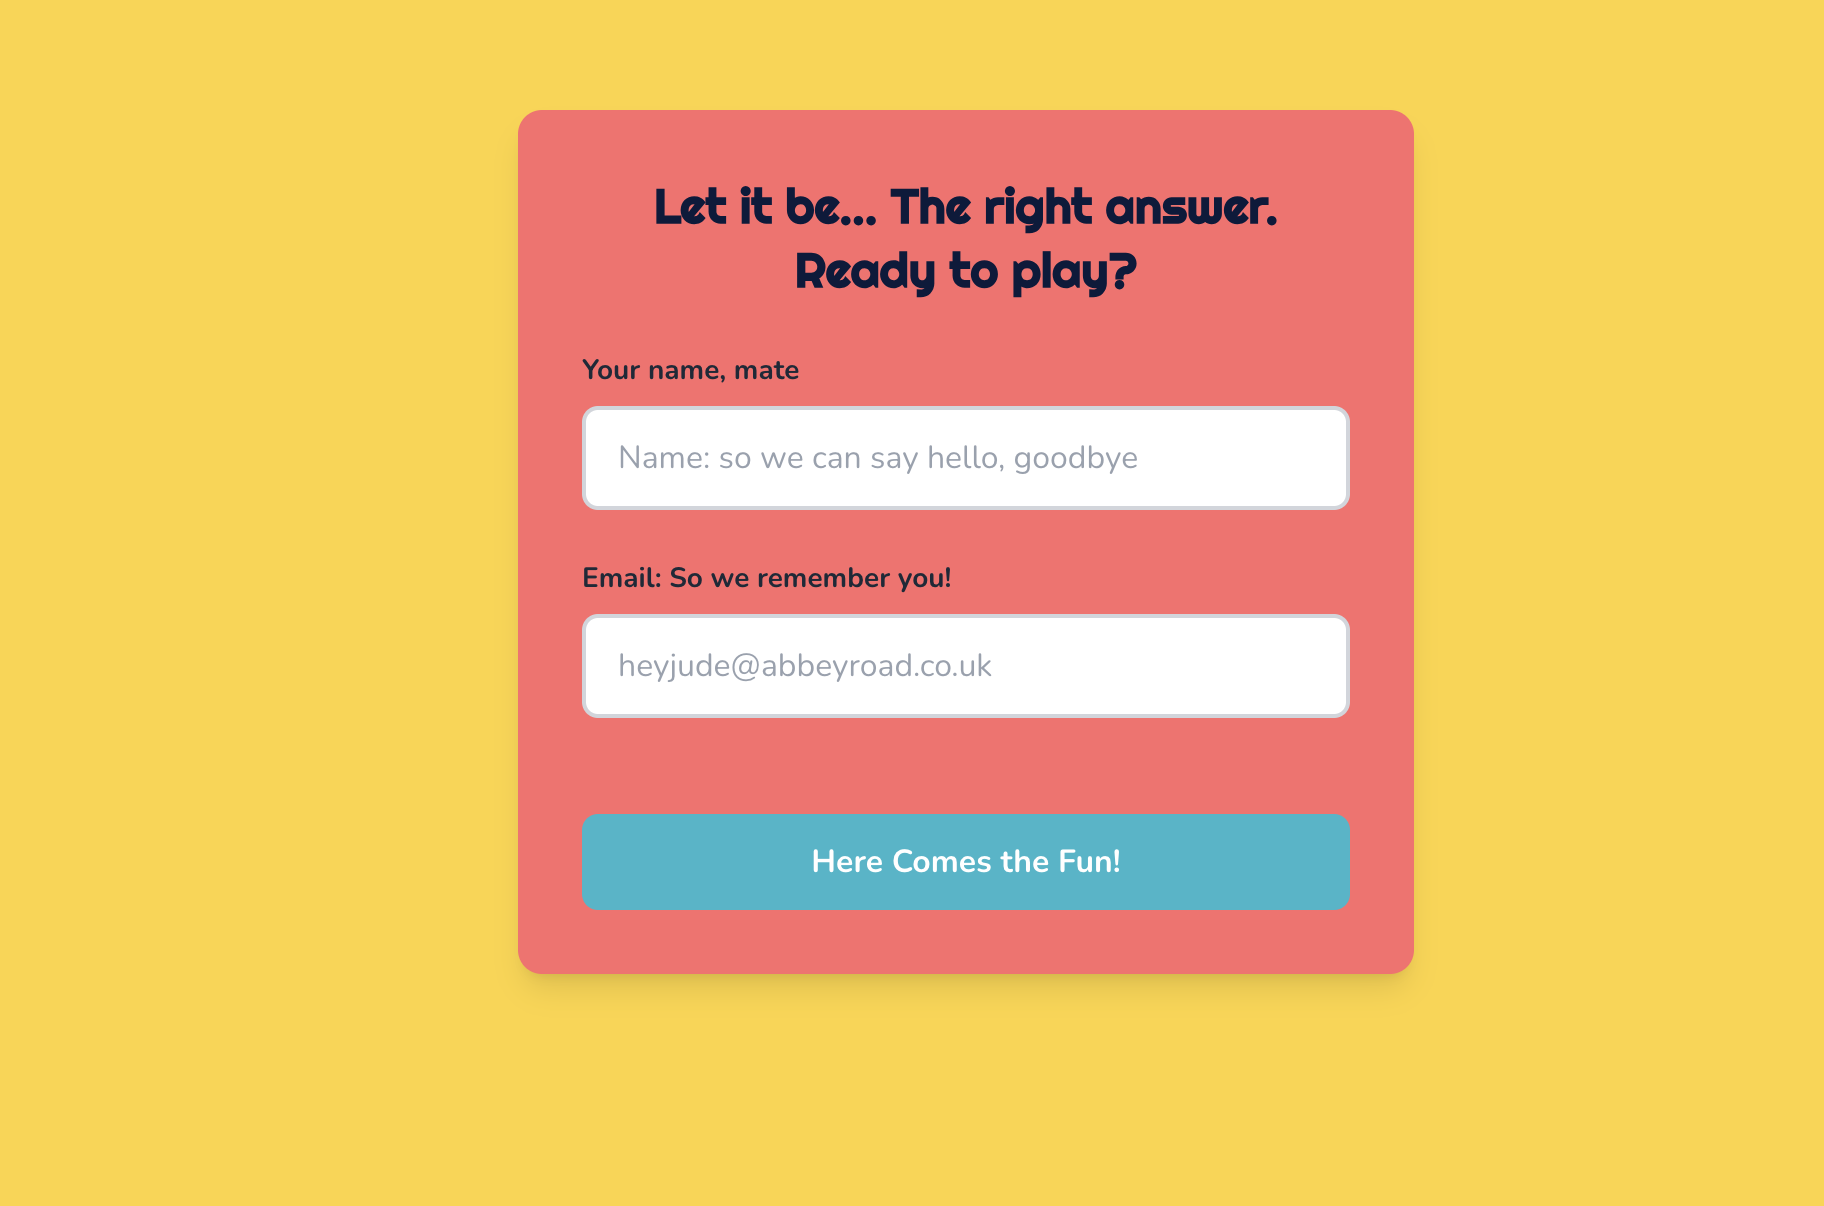 Let it be... The right answer.
Ready to play?
Your name, mate
Name: so we can say hello, goodbye
Email: So we remember you!
heyjude@abbeyroad.co.uk
Here Comes the Fun!